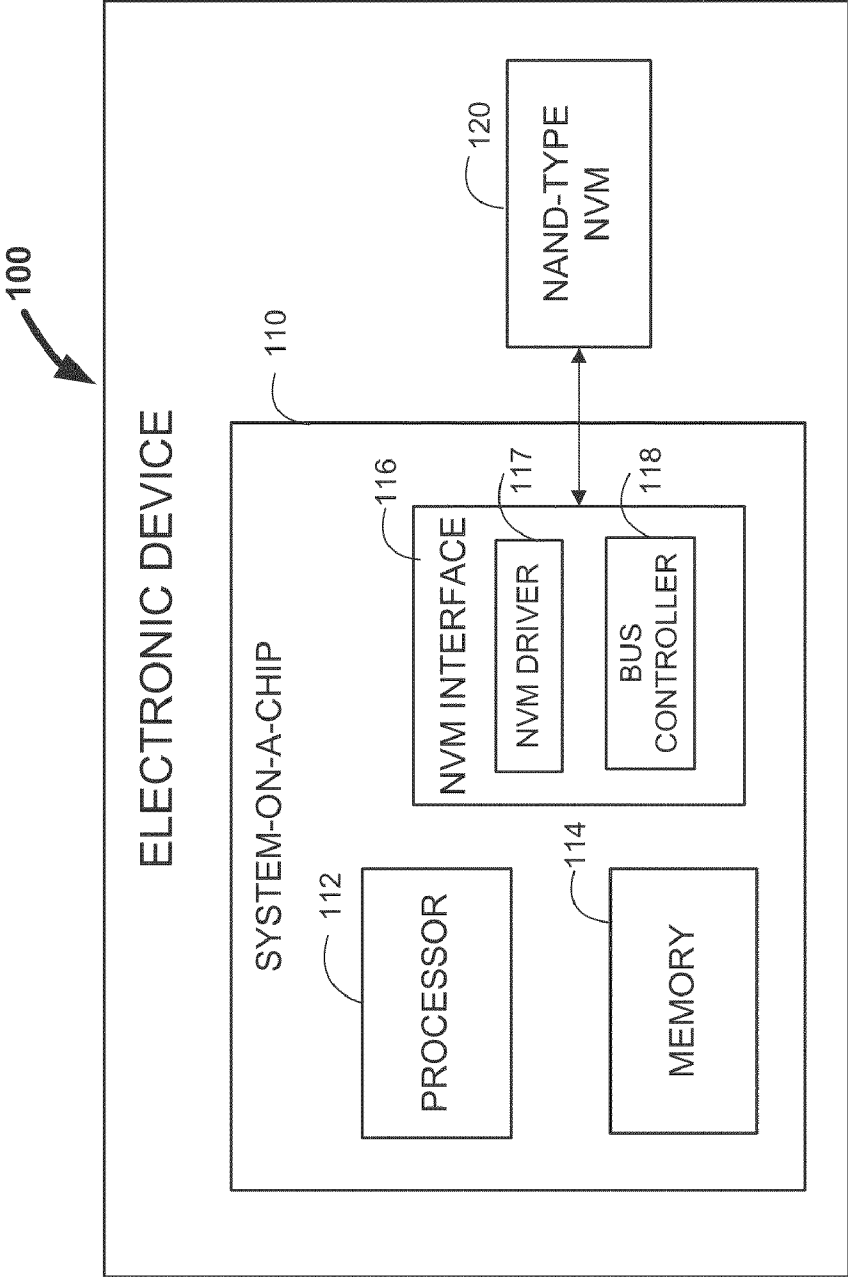 100
ELECTRONIC DEVICE
SYSTEM-ON-A-CHIP
110
112
PROCESSOR
114
MEMORY
116
NVM INTERFACE
117
NVM DRIVER
118
BUS
CONTROLLER
120
NAND-TYPE
NVM